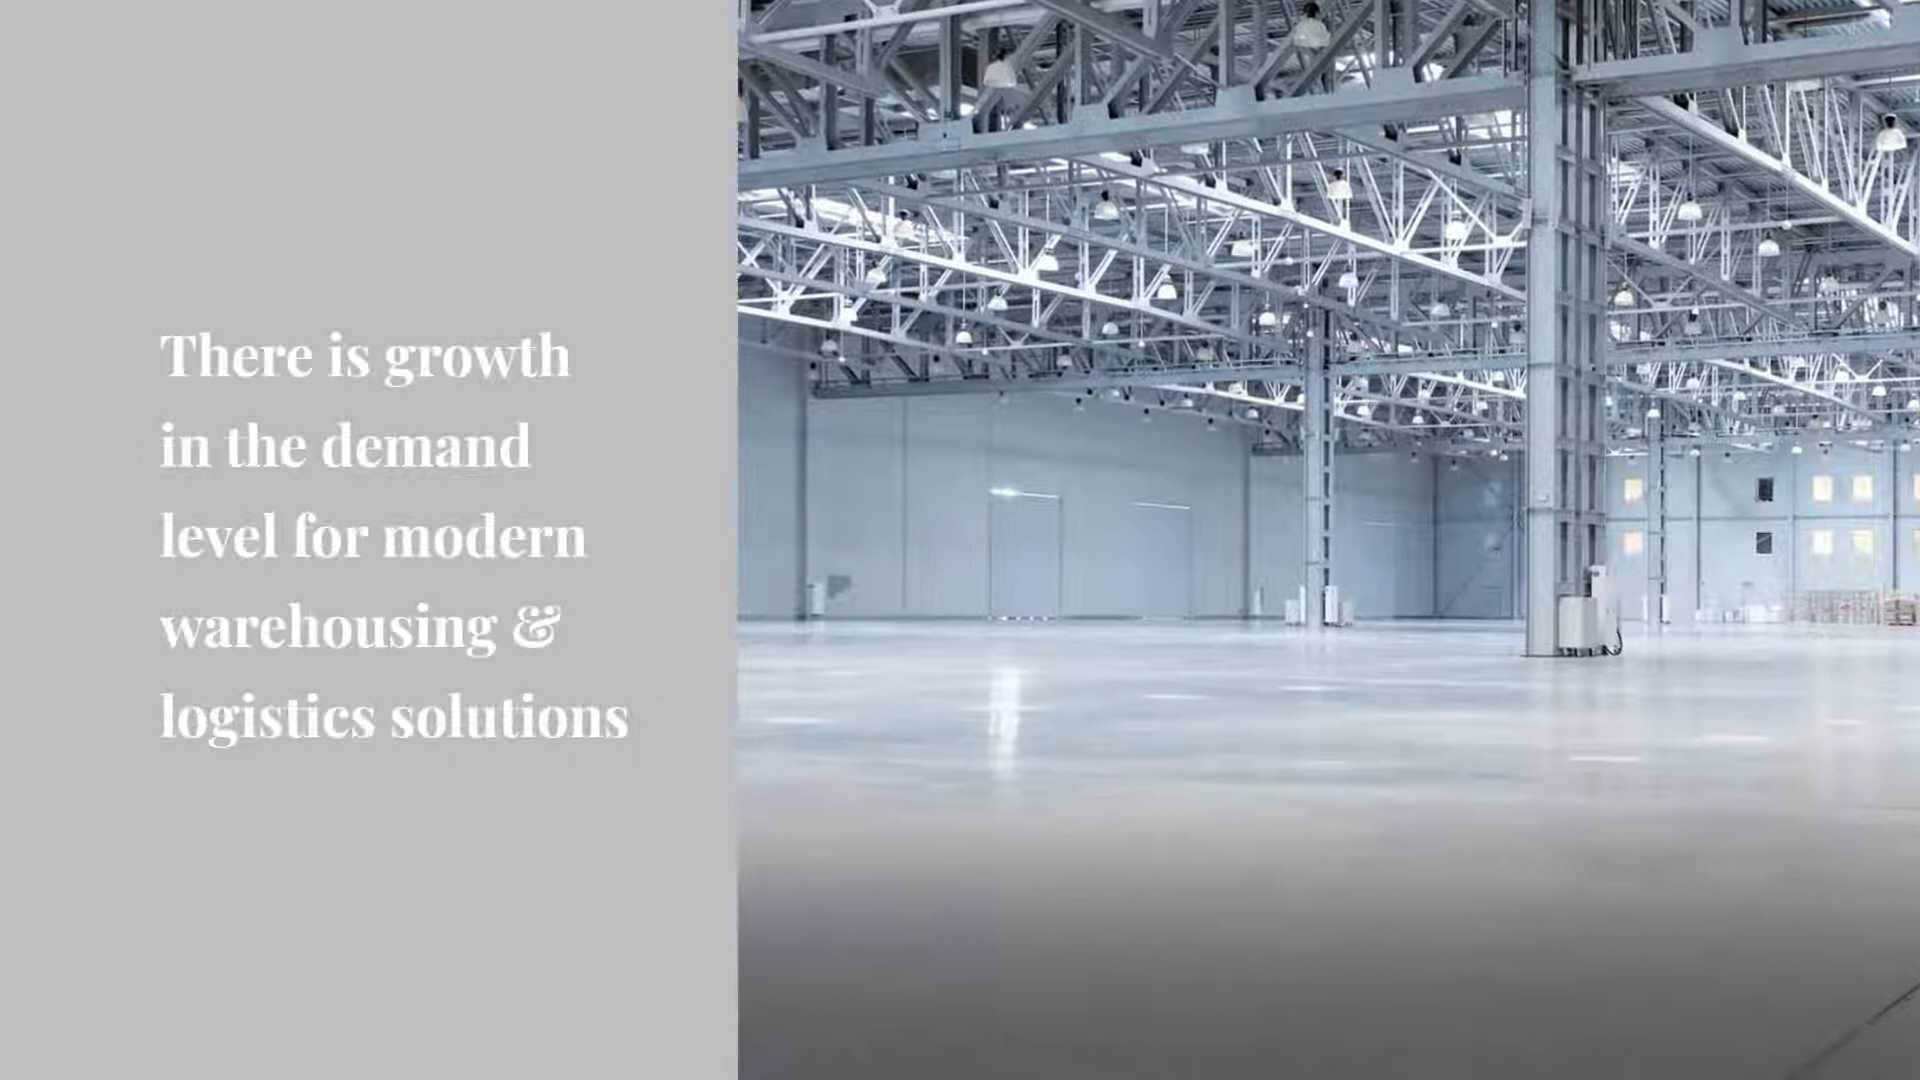 There is growth
in the demand
level for modern
warehousing &
logistics solutions